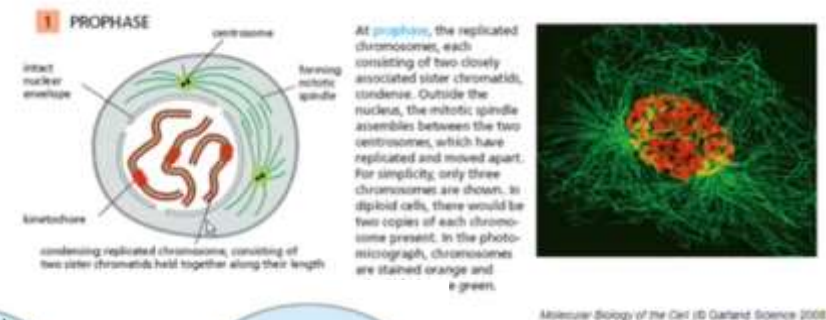 1 PROPHASE
centrosome
intact
nuclear
envelope
forming
mitotic
spindle
kinetochore
condensing replicated chromosome, consisting of
two sister chromatids held together along their length
At prophase, the replicated
chromosomes, each
consisting of two closely
associated sister chromatids,
condense. Outside the
nucleus, the mitotic spindle
assembles between the two
centrosomes, which have
replicated and moved apart.
For simplicity, only three
chromosomes are shown. In
diploid cells, there would be
two copies of each chromo-
some present. In the photo-
micrograph, chromosomes
are stained orange and
e green.
Molecular Biology of the Cell (© Garland Science 2008